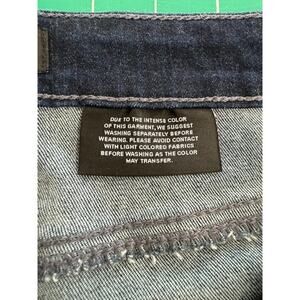 DUE TO THE INTENSE COLOR
OF THIS GARMENT, WE SUGGEST
WASHING SEPARATELY BEFORE
WEARING. PLEASE AVOID CONTACT
WITH LIGHT COLORED FABRICS
BEFORE WASHING AS THE COLOR
MAY TRANSFER.